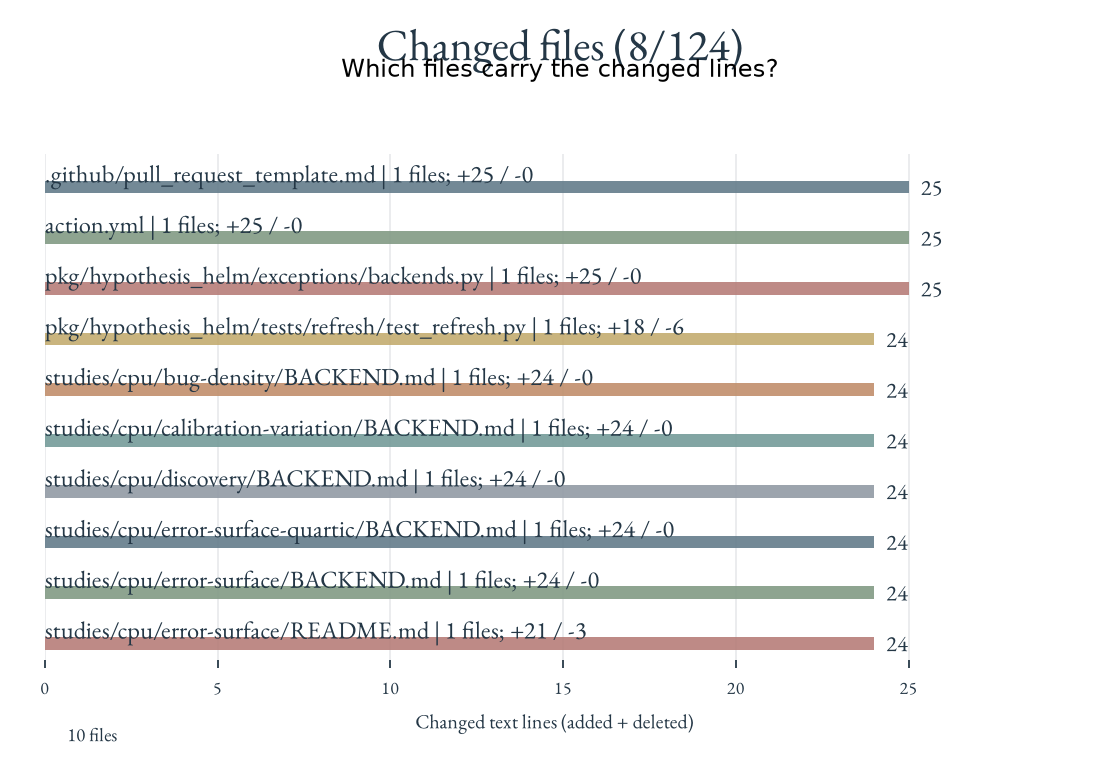 Changed files (8/124)
Which files carry the changed lines?
.github/pull_request_template.md | 1 files; +25 / -0
25
action.yml | 1 files; +25 / -0
25
pkg/hypothesis_helm/exceptions/backends.py | 1 files; +25 / -0
25
pkg/hypothesis_helm/tests/refresh/test_refresh.py | 1 files; +18 / -6
24
studies/cpu/bug-density/BACKEND.md | 1 files; +24 / -0
24
studies/cpu/calibration-variation/BACKEND.md | 1 files; +24 / -0
24
studies/cpu/discovery/BACKEND.md | 1 files; +24 / -0
24
studies/cpu/error-surface-quartic/BACKEND.md | 1 files; +24 / -0
24
studies/cpu/error-surface/BACKEND.md | 1 files; +24 / -0
24
studies/cpu/error-surface/README.md | 1 files; +21 / -3
24
0 5 10 15 20 25
Changed text lines (added + deleted)
10 files